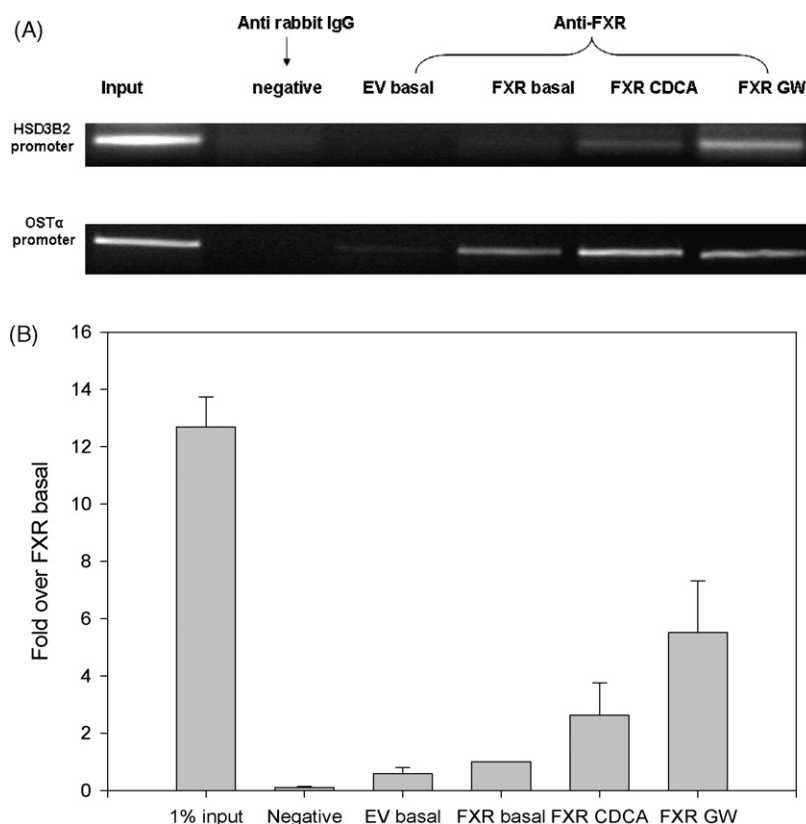 (A)
Anti rabbit IgG
Anti-FXR
Input
negative
EV basal
FXR basal
FXR CDCA
FXR GW
HSD3B2
promoter
OSTα
promoter
(B)
Fold over FXR basal
16
14
12
10
8
6
4
2
0
1% input
Negative
EV basal
FXR basal
FXR CDCA
FXR GW